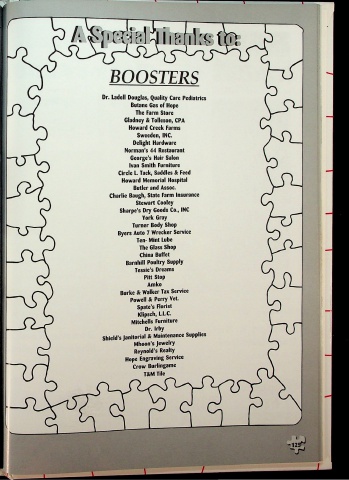 A Special Thanks to:
BOOSTERS
Dr. Ladell Douglas, Quality Care Pediatrics
Butane Gas of Hope
The Farm Store
Gladney & Tolleson, CPA
Howard Creek Farms
Sweeden, INC.
Delight Hardware
Norman's 44 Restaurant
George's Hair Salon
Ivan Smith Furniture
Circle L. Tack, Saddles & Feed
Howard Memorial Hospital
Butler and Assoc.
Charlie Baugh, State Farm Insurance
Stewart Cooley
Sharpe's Dry Goods Co., INC
York Gray
Turner Body Shop
Byers Auto 7 Wrecker Service
Ten- Mint Lube
The Glass Shop
China Buffet
Barnhill Poultry Supply
Tessie's Dreams
Pitt Stop
Amko
Burke & Walker Tax Service
Powell & Perry Vet.
Spate's Florist
Klipsch, L.L.C.
Mitchells Furniture
Dr. Irby
Shield's Janitorial & Maintenance Supplies
Mhoon's Jewelry
Reynold's Realty
Hope Engraving Service
Crow Burlingame
T&M Tile
129